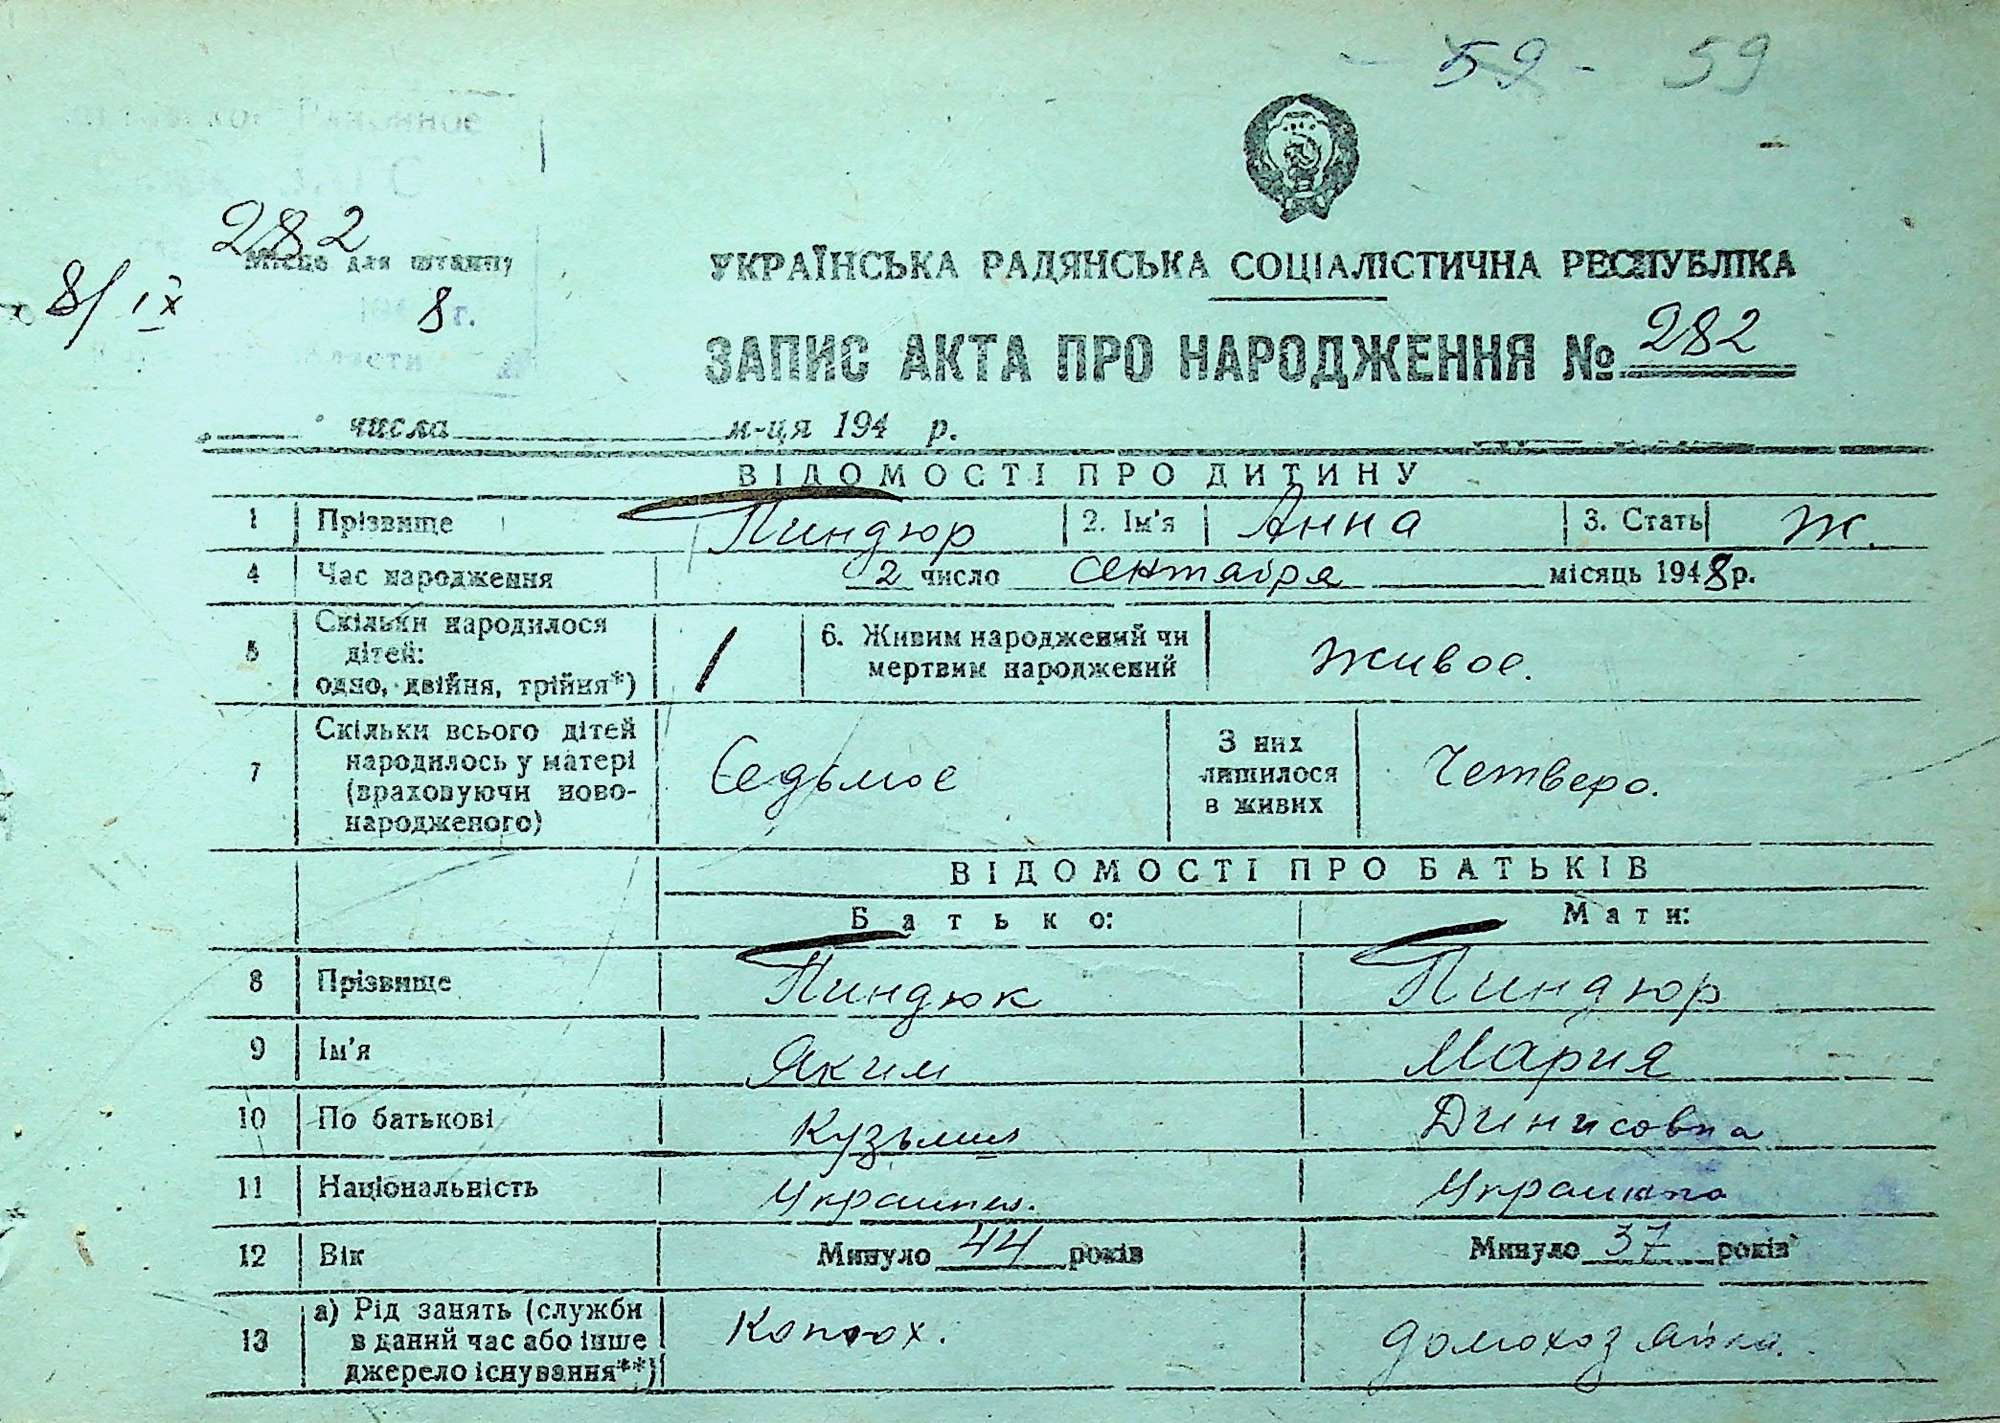 52 - 59
282
Місце для штампу
8/IX 8 г.
УКРАЇНСЬКА РАДЯНСЬКА СОЦІАЛІСТИЧНА РЕСПУБЛІКА
ЗАПИС АКТА ПРО НАРОДЖЕННЯ № 282
числа м-ця 194 р.
ВІДОМОСТІ ПРО ДИТИНУ
1 Прізвище Пиндюр 2. Ім'я Анна 3. Стать Ж.
4 Час народження 2 число сентября місяць 1948 р.
5 Скільки народилося дітей: одно, двійня, трійня*) 1 6. Живим народжений чи мертвим народжений живое.
7 Скільки всього дітей народилось у матері (враховуючи новонародженого) Седьмое З них лишилося в живих Четверо.
ВІДОМОСТІ ПРО БАТЬКІВ
Батько: Мати:
8 Прізвище Пиндюк Пиндюр
9 Ім'я Яким Мария
10 По батькові Кузьмич Динисовна
11 Національність Украинец. Украинка
12 Вік Минуло 44 років Минуло 37 років
13 а) Рід занять (служби в даний час або інше джерело існування**) Конюх. домохозяйка.